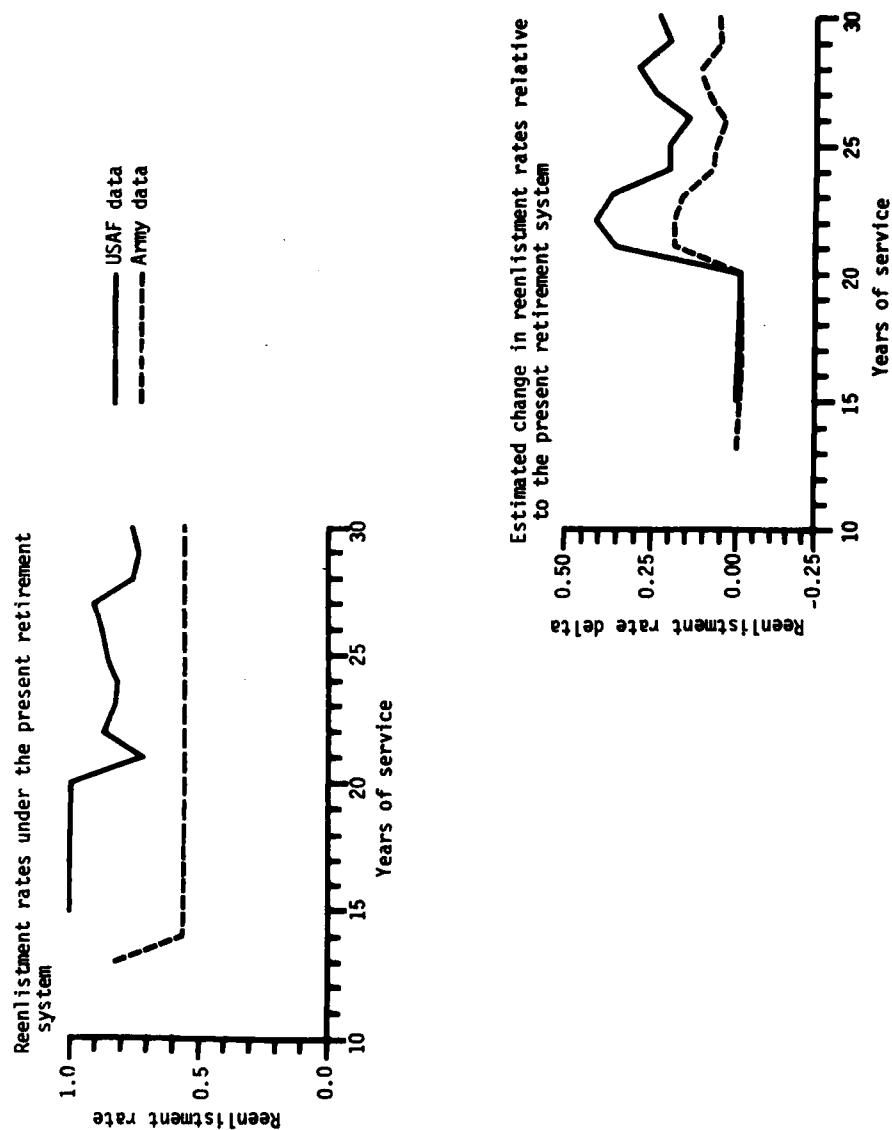 Reenlistment rates under the present retirement
system
USAF data
Army data
1.0
0.5
0.0
Reenlistment rate
10
15
20
25
30
Years of service
Estimated change in reenlistment rates relative
to the present retirement system
0.50
0.25
0.00
-0.25
Reenlistment rate delta
10
15
20
25
30
Years of service